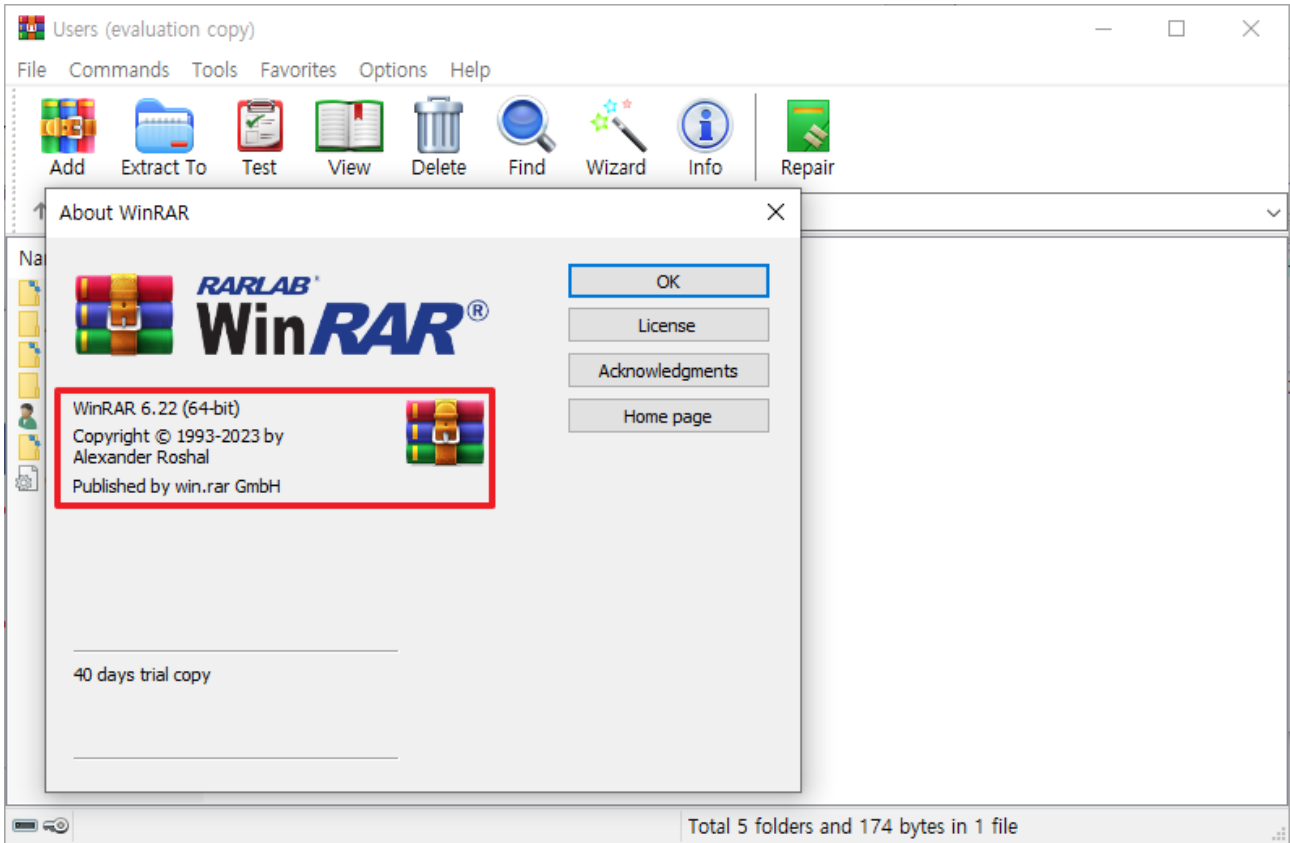 Users (evaluation copy)
File Commands Tools Favorites Options Help
Add Extract To Test View Delete Find Wizard Info Repair
About WinRAR
RARLAB®
WinRAR®
OK
License
Acknowledgments
Home page
WinRAR 6.22 (64-bit)
Copyright © 1993-2023 by
Alexander Roshal
Published by win.rar GmbH
40 days trial copy
Total 5 folders and 174 bytes in 1 file